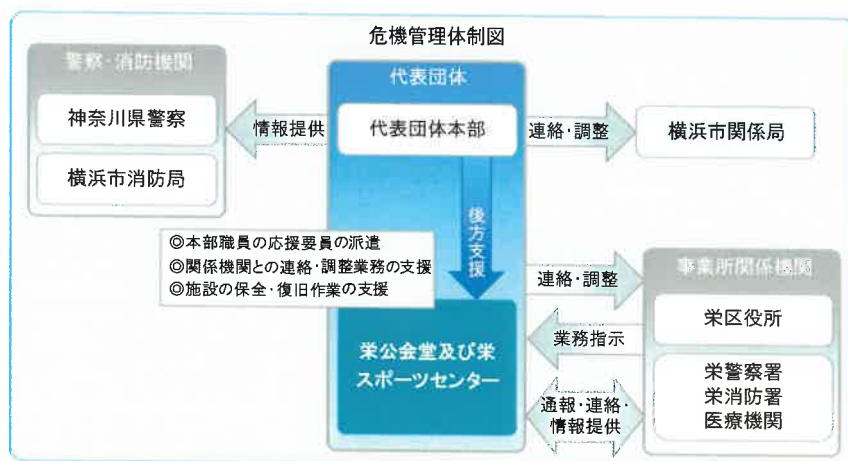 危機管理体制図
警察・消防機関
神奈川県警察
横浜市消防局
情報提供
代表団体
代表団体本部
連絡・調整
横浜市関係局
後方支援
◎本部職員の応援要員の派遣
◎関係機関との連絡・調整業務の支援
◎施設の保全・復旧作業の支援
栄公会堂及び栄
スポーツセンター
連絡・調整
業務指示
通報・連絡・
情報提供
事業所関係機関
栄区役所
栄警察署
栄消防署
医療機関